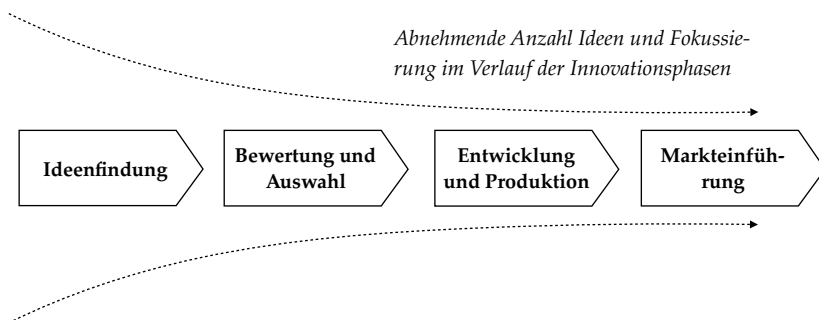 Abnehmende Anzahl Ideen und Fokussie-
rung im Verlauf der Innovationsphasen
Ideenfindung
Bewertung und
Auswahl
Entwicklung
und Produktion
Markteinfüh-
rung